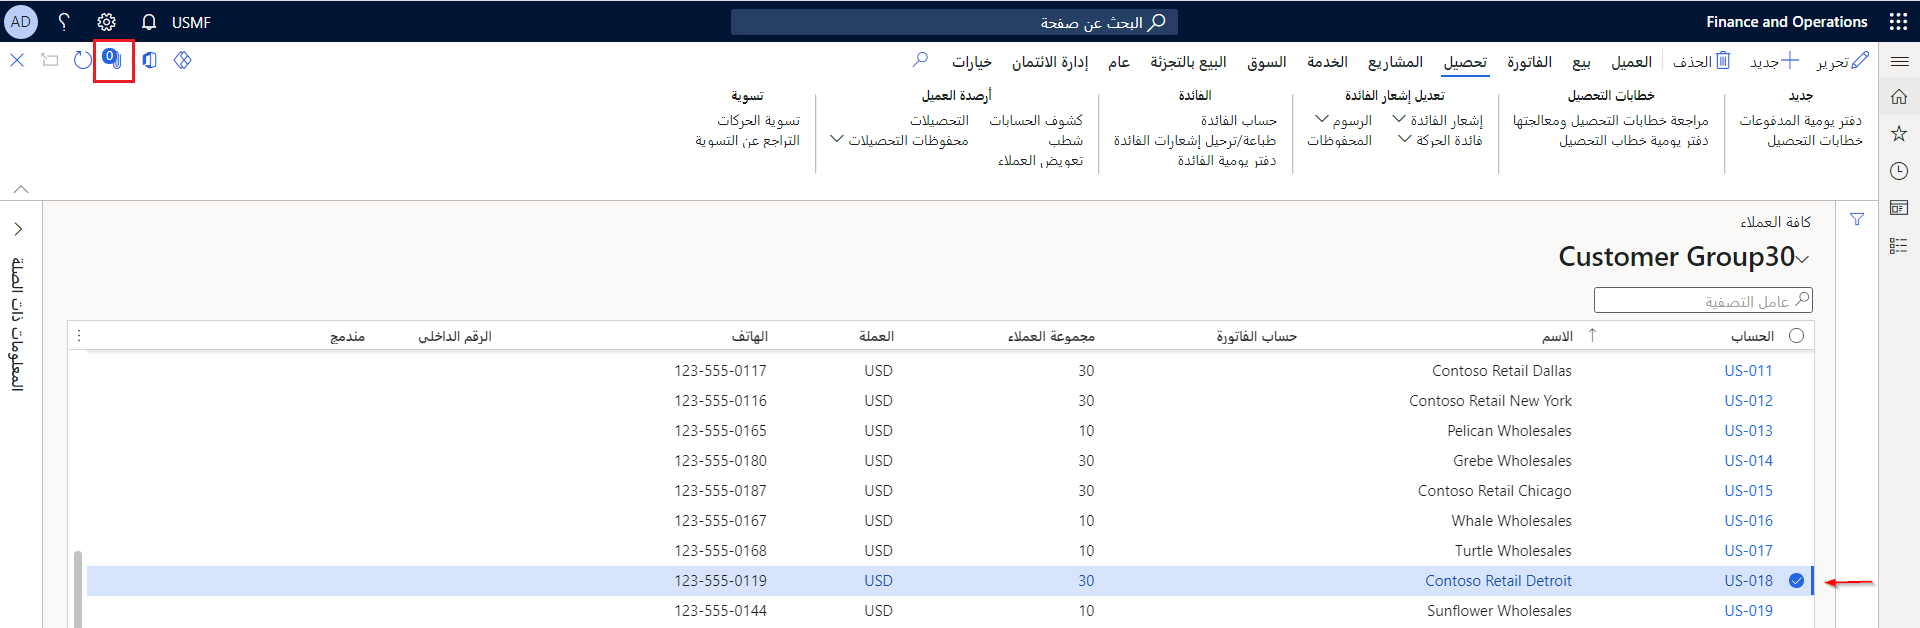 Finance and Operations
البحث عن صفحة
USMF
AD
تحرير
جديد
الحذف
العميل
بيع
الفاتورة
تحصيل
المشاريع
الخدمة
السوق
البيع بالتجزئة
عام
إدارة الائتمان
خيارات
0
جديد
دفتر يومية المدفوعات
خطابات التحصيل
خطابات التحصيل
مراجعة خطابات التحصيل ومعالجتها
دفتر يومية خطاب التحصيل
تعديل إشعار الفائدة
إشعار الفائدة
فائدة الحركة
الرسوم
المحفوظات
الفائدة
حساب الفائدة
طباعة/ترحيل إشعارات الفائدة
دفتر يومية الفائدة
أرصدة العميل
كشوف الحسابات
شطب
تعويض العملاء
التحصيلات
محفوظات التحصيلات
تسوية
تسوية الحركات
التراجع عن التسوية
المعلومات ذات الصلة
كافة العملاء
Customer Group30
عامل التصفية
الحساب الاسم حساب الفاتورة مجموعة العملاء العملة الهاتف الرقم الداخلي مندمج
US-011 Contoso Retail Dallas 30 USD 123-555-0117
US-012 Contoso Retail New York 30 USD 123-555-0116
US-013 Pelican Wholesales 10 USD 123-555-0165
US-014 Grebe Wholesales 30 USD 123-555-0180
US-015 Contoso Retail Chicago 30 USD 123-555-0187
US-016 Whale Wholesales 10 USD 123-555-0167
US-017 Turtle Wholesales 10 USD 123-555-0168
US-018 Contoso Retail Detroit 30 USD 123-555-0119
US-019 Sunflower Wholesales 10 USD 123-555-0144